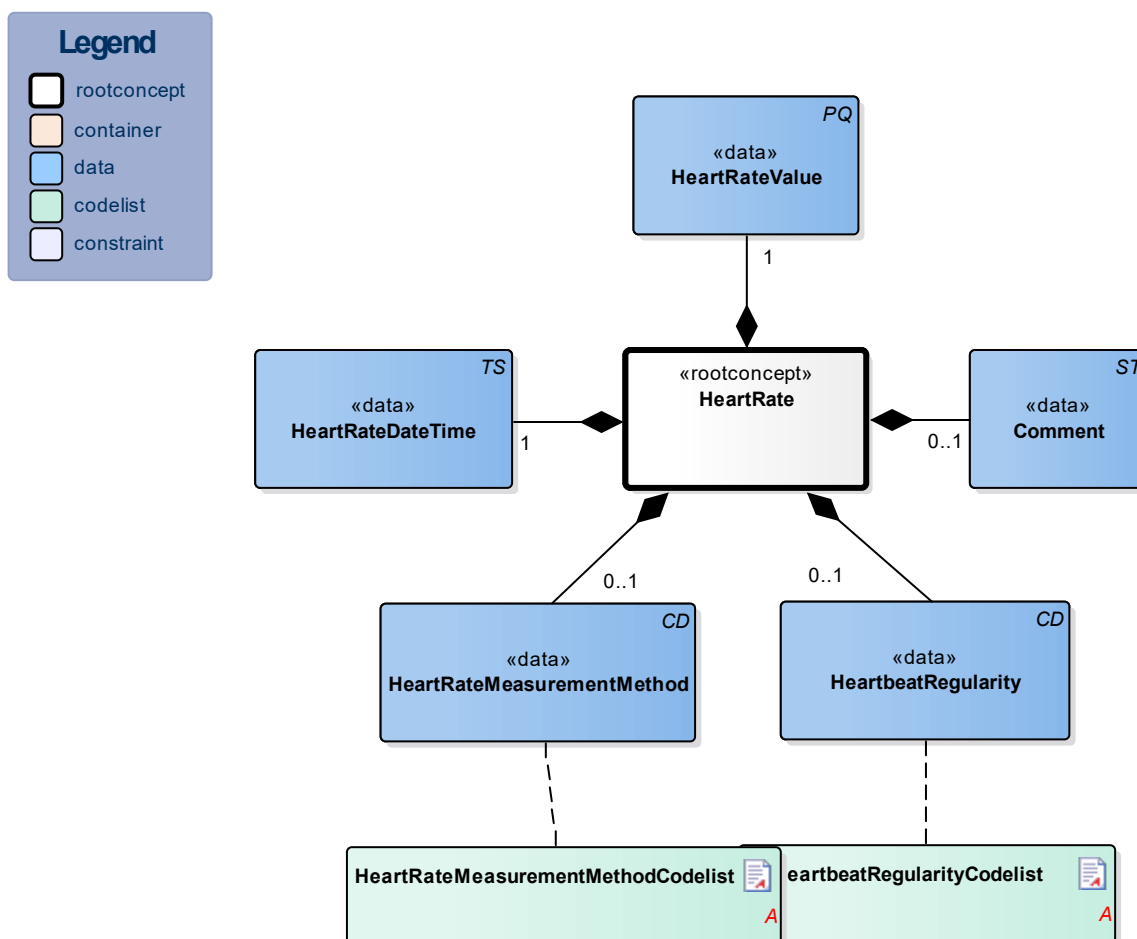 Legend
rootconcept
container
data
codelist
constraint
PQ
«data»
HeartRateValue
1
TS
«data»
HeartRateDateTime
1
«rootconcept»
HeartRate
ST
«data»
Comment
0..1
0..1
0..1
CD
«data»
HeartRateMeasurementMethod
CD
«data»
HeartbeatRegularity
HeartRateMeasurementMethodCodelist
A
eartbeatRegularityCodelist
A